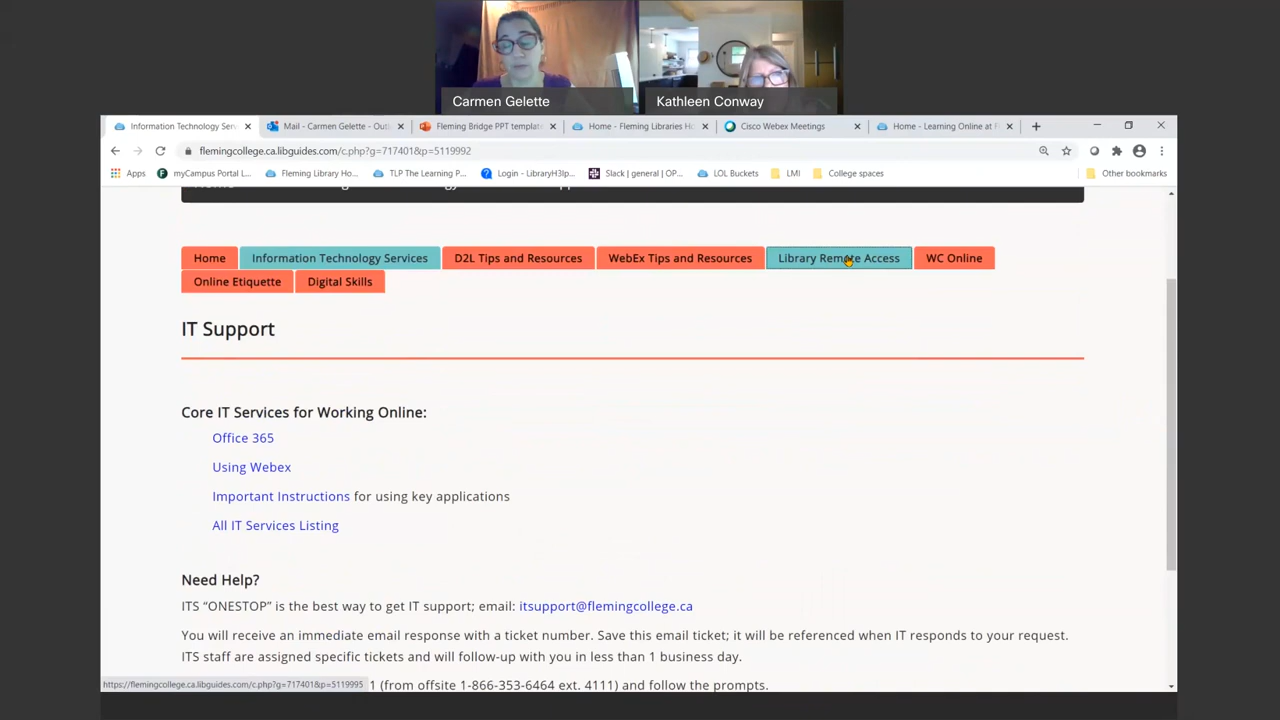 Carmen Gelette
Kathleen Conway
Information Technology Serv
Mail - Carmen Gelette - Outl
Fleming Bridge PPT templat
Home - Fleming Libraries Ho
Cisco Webex Meetings
Home - Learning Online at F
flemingcollege.ca.libguides.com/c.php?g=717401&p=5119992
Apps
myCampus Portal L...
Fleming Library Ho...
TLP The Learning P...
Login - LibraryH3lp...
Slack | general | OP...
LOL Buckets
LMI
College spaces
Other bookmarks
Home
Information Technology Services
D2L Tips and Resources
WebEx Tips and Resources
Library Remote Access
WC Online
Online Etiquette
Digital Skills
IT Support
Core IT Services for Working Online:
Office 365
Using Webex
Important Instructions for using key applications
All IT Services Listing
Need Help?
ITS “ONESTOP” is the best way to get IT support; email: itsupport@flemingcollege.ca
You will receive an immediate email response with a ticket number. Save this email ticket; it will be referenced when IT responds to your request.
ITS staff are assigned specific tickets and will follow-up with you in less than 1 business day.
https://flemingcollege.ca.libguides.com/c.php?g=717401&p=5119995
1 (from offsite 1-866-353-6464 ext. 4111) and follow the prompts.